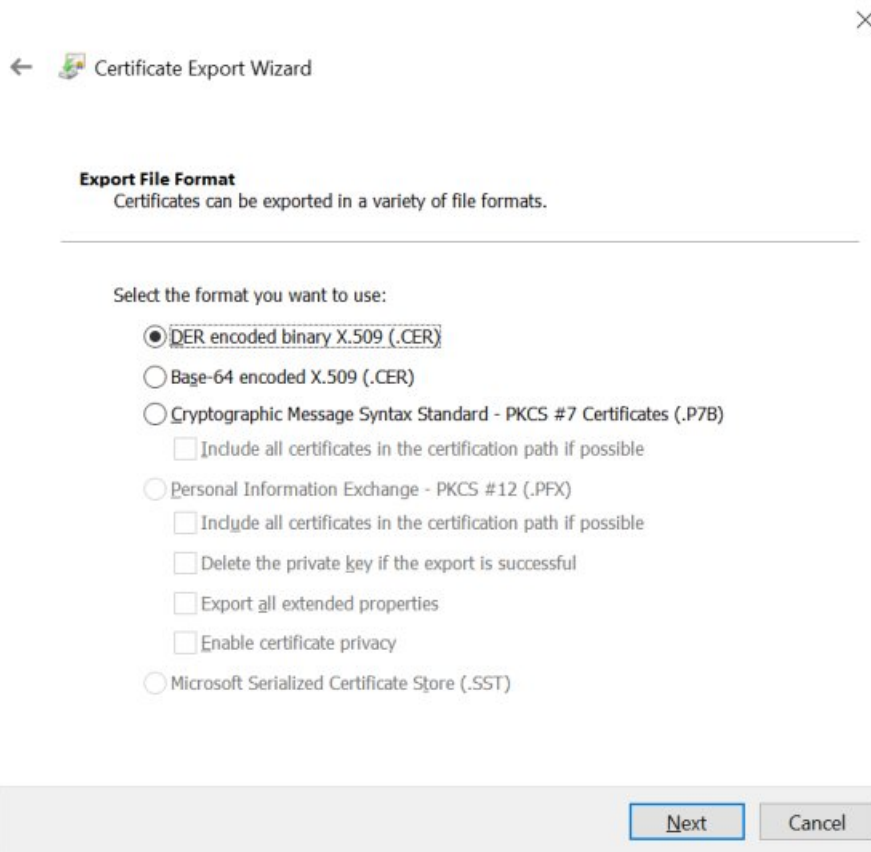 Certificate Export Wizard
Export File Format
Certificates can be exported in a variety of file formats.
Select the format you want to use:
DER encoded binary X.509 (.CER)
Base-64 encoded X.509 (.CER)
Cryptographic Message Syntax Standard - PKCS #7 Certificates (.P7B)
Include all certificates in the certification path if possible
Personal Information Exchange - PKCS #12 (.PFX)
Include all certificates in the certification path if possible
Delete the private key if the export is successful
Export all extended properties
Enable certificate privacy
Microsoft Serialized Certificate Store (.SST)
Next Cancel